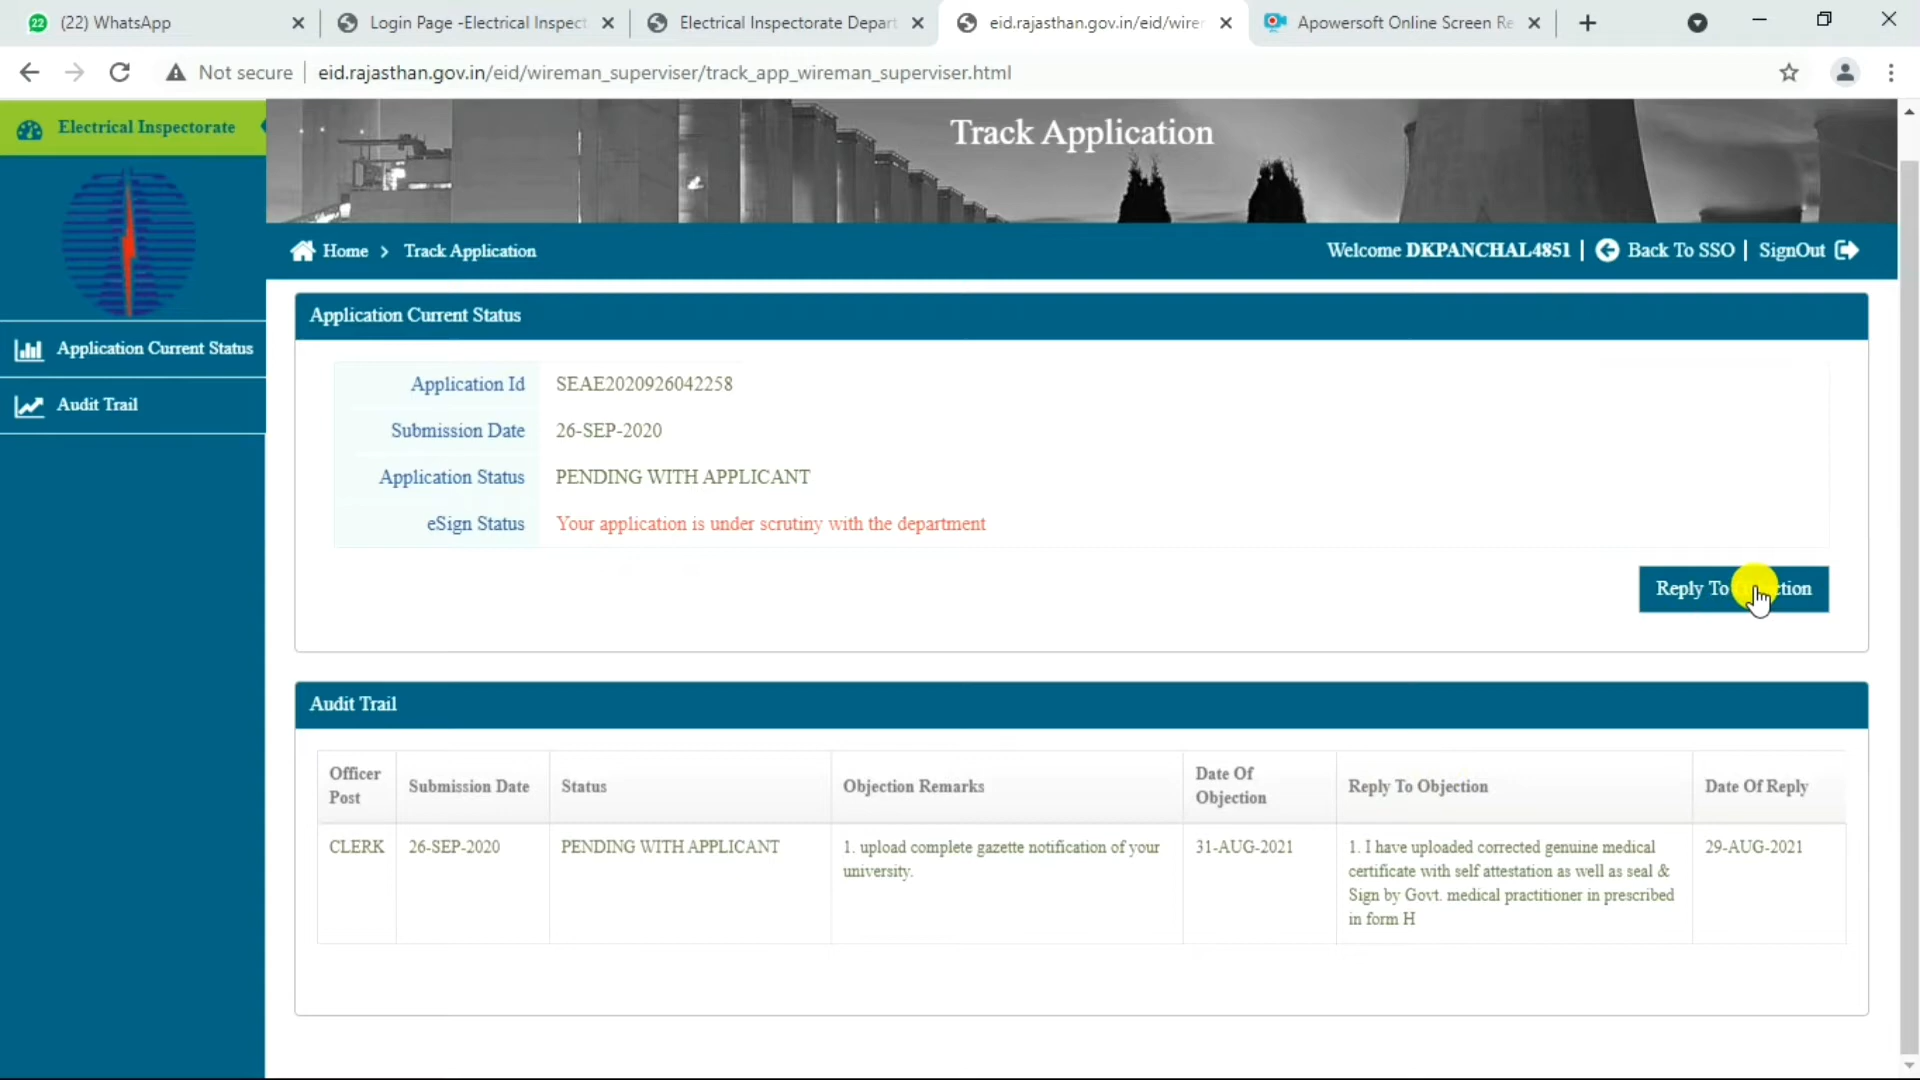 22 (22) WhatsApp
Login Page -Electrical Inspect
Electrical Inspectorate Depart
eid.rajasthan.gov.in/eid/wire
Apowersoft Online Screen Re
Not secure
eid.rajasthan.gov.in/eid/wireman_superviser/track_app_wireman_superviser.html
Electrical Inspectorate
Track Application
Home > Track Application
Welcome DKPANCHAL4851 | Back To SSO | SignOut
Application Current Status
Audit Trail
Application Current Status
Application Id SEAE2020926042258
Submission Date 26-SEP-2020
Application Status PENDING WITH APPLICANT
eSign Status Your application is under scrutiny with the department
Reply To
Audit Trail
Officer
Post
Submission Date
Status
Objection Remarks
Date Of
Objection
Reply To Objection
Date Of Reply
CLERK
26-SEP-2020
PENDING WITH APPLICANT
1. upload complete gazette notification of your
university.
31-AUG-2021
1. I have uploaded corrected genuine medical
certificate with self attestation as well as seal &
Sign by Govt. medical practitioner in prescribed
in form H
29-AUG-2021